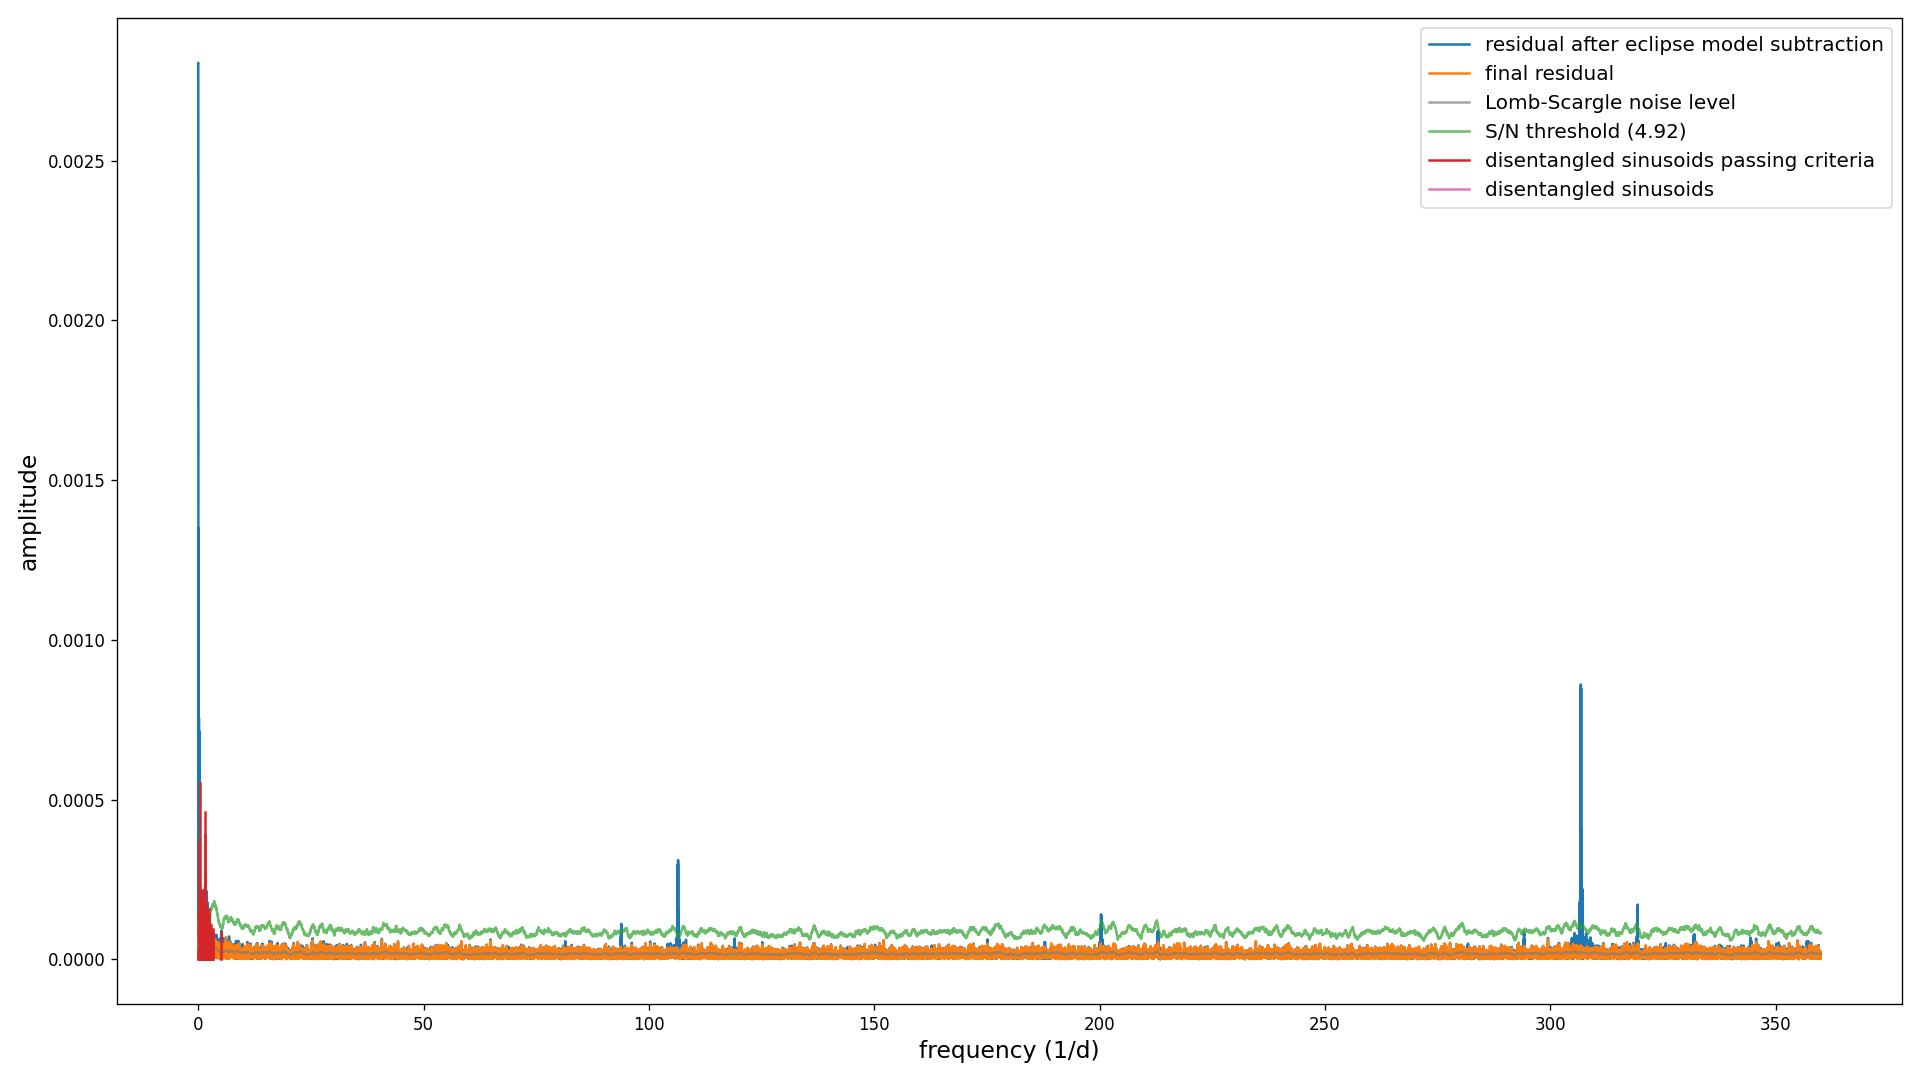 residual after eclipse model subtraction
final residual
Lomb-Scargle noise level
S/N threshold (4.92)
disentangled sinusoids passing criteria
disentangled sinusoids
amplitude
0.0025
0.0020
0.0015
0.0010
0.0005
0.0000
0 50 100 150 200 250 300 350
frequency (1/d)